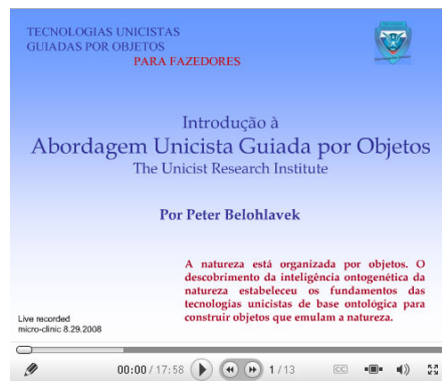 TECNOLOGIAS UNICISTAS
GUIADAS POR OBJETOS
PARA FAZEDORES
Introdução à
Abordagem Unicista Guiada por Objetos
The Unicist Research Institute
Por Peter Belohlavek
A natureza está organizada por objetos. O
descobrimento da inteligência ontogenética da
natureza estabeleceu os fundamentos das
tecnologias unicistas de base ontológica para
construir objetos que emulam a natureza.
Live recorded
micro-clinic 8.29.2008
00:00 / 17:58 1 / 13 CC